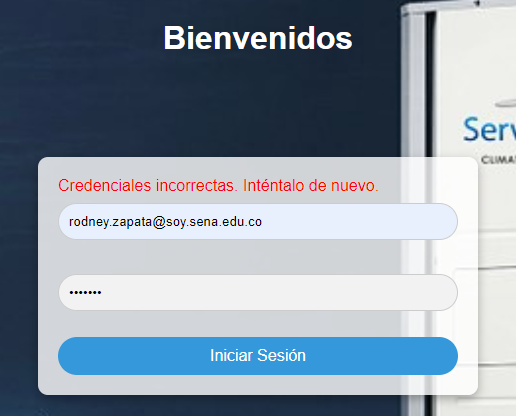 Bienvenidos
Serv
CLIMA
Credenciales incorrectas. Inténtalo de nuevo.
rodney.zapata@soy.sena.edu.co
•••••••
Iniciar Sesión